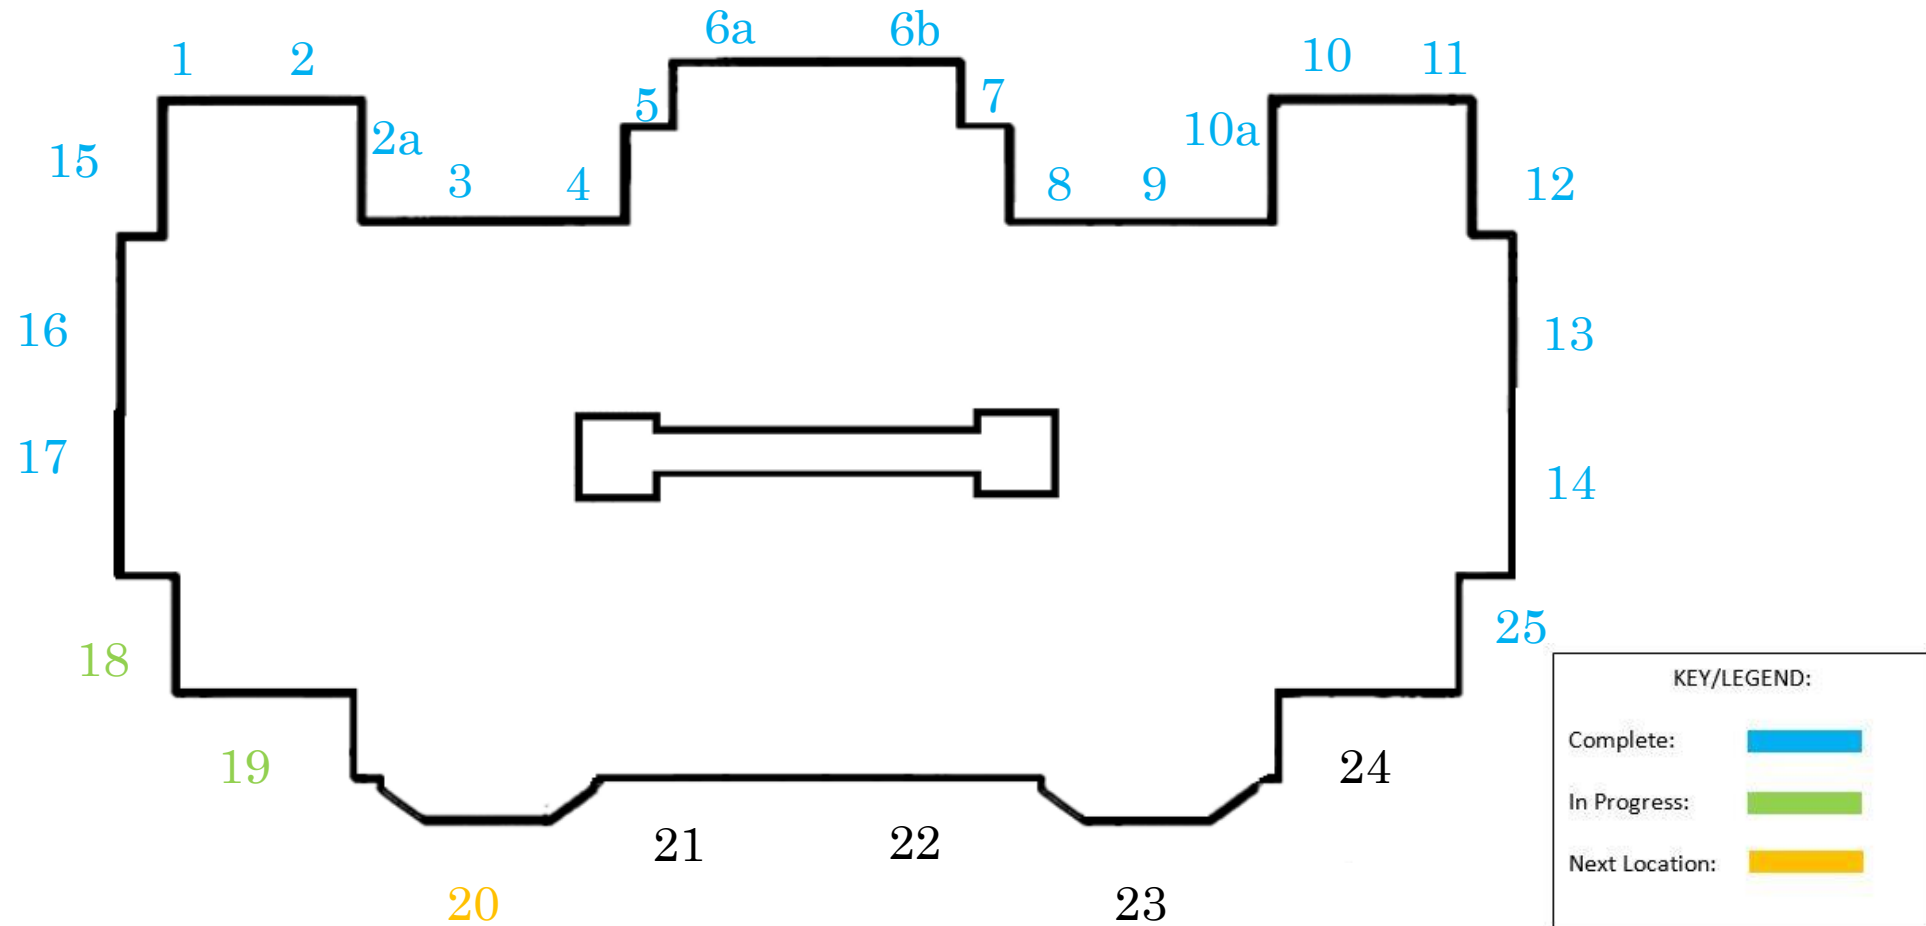 6a 6b
1 2 10 11
5 7
2a 10a
15 3 4 8 9 12
16 13
17 14
25
18
KEY/LEGEND:
Complete:
19 24
In Progress:
21 22
Next Location:
20 23